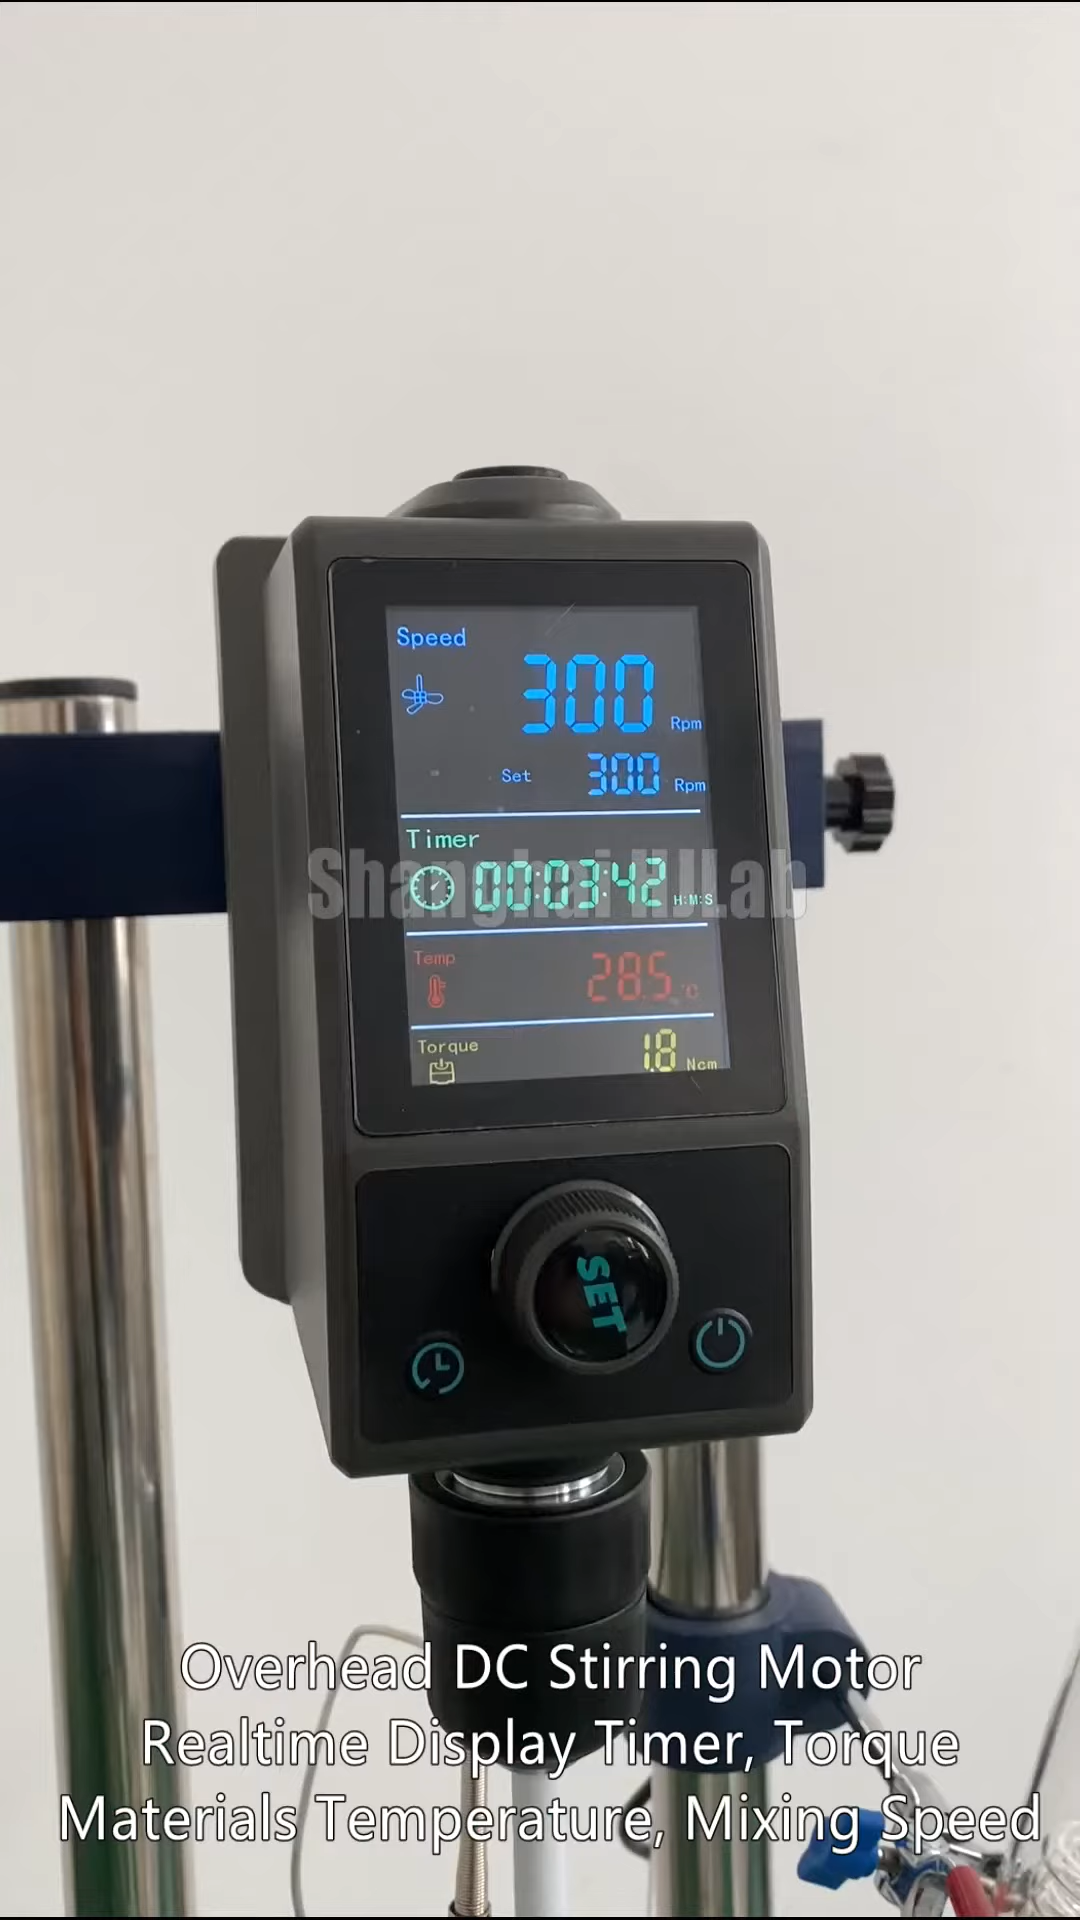 Speed
300 Rpm
Set 300 Rpm
Timer
00:03:42 H:M:S
Shanghai HJLab
Temp
28.5 °C
Torque
1.8 Ncm
SET
Overhead DC Stirring Motor
Realtime Display Timer, Torque
Materials Temperature, Mixing Speed